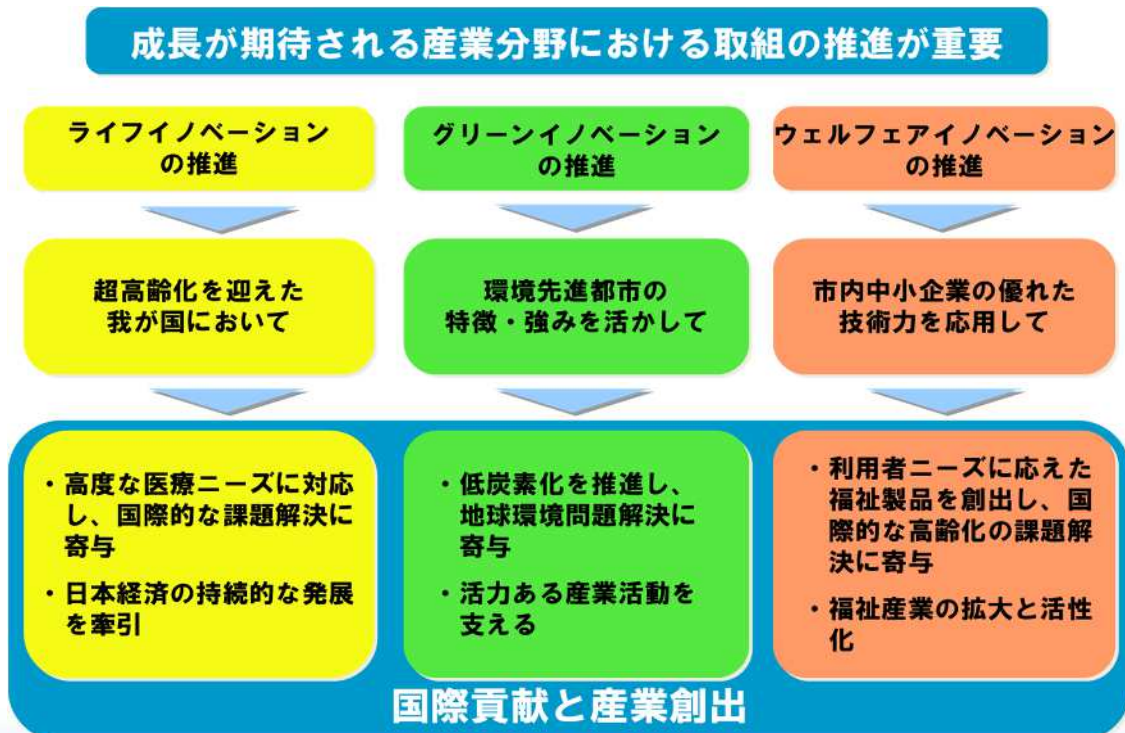 成長が期待される産業分野における取組の推進が重要
ライフイノベーション
の推進
グリーンイノベーション
の推進
ウェルフェアイノベーション
の推進
超高齢化を迎えた
我が国において
環境先進都市の
特徴・強みを活かして
市内中小企業の優れた
技術力を応用して
・高度な医療ニーズに対応
し、国際的な課題解決に
寄与
・日本経済の持続的な発展
を牽引
・低炭素化を推進し、
地球環境問題解決に
寄与
・活力ある産業活動を
支える
・利用者ニーズに応えた
福祉製品を創出し、国
際的な高齢化の課題解
決に寄与
・福祉産業の拡大と活性
化
国際貢献と産業創出